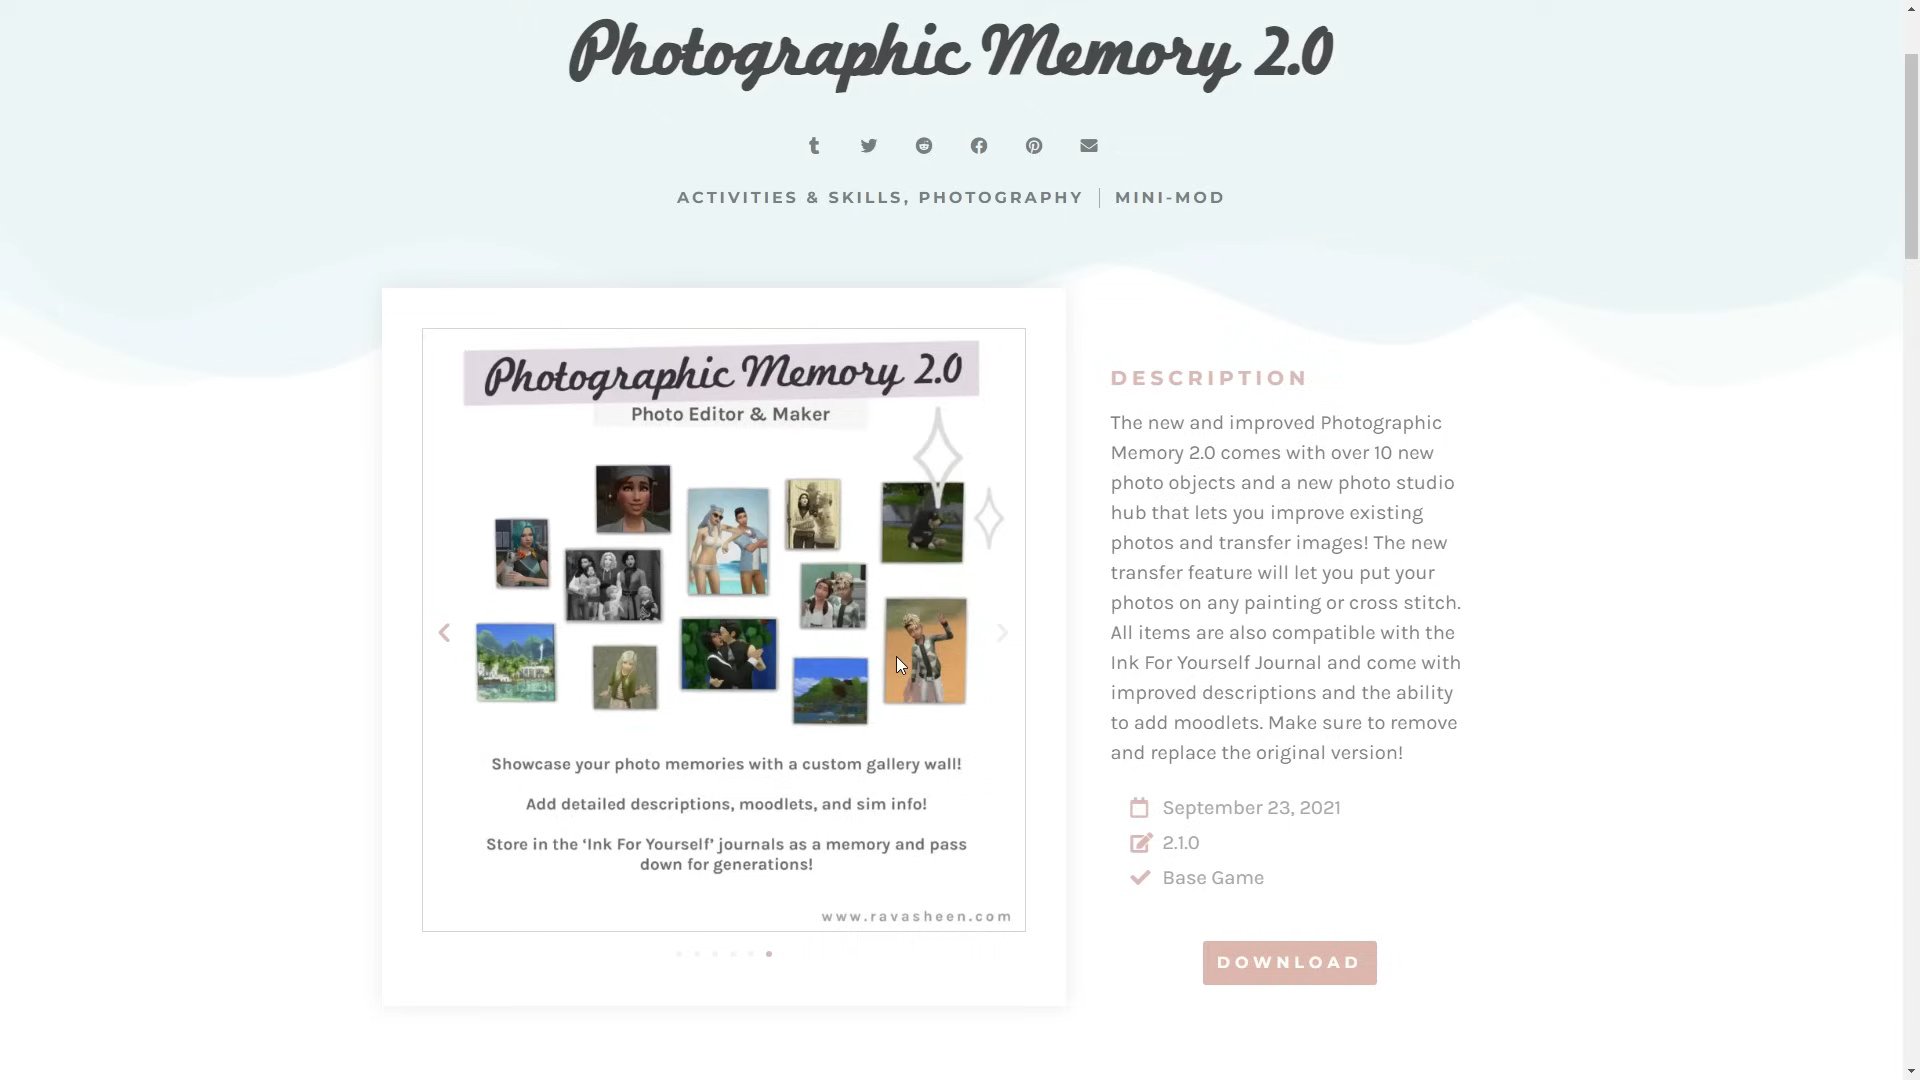 Photographic Memory 2.0
ACTIVITIES & SKILLS, PHOTOGRAPHY | MINI-MOD
Photographic Memory 2.0
Photo Editor & Maker
Showcase your photo memories with a custom gallery wall!
Add detailed descriptions, moodlets, and sim info!
Store in the ‘Ink For Yourself’ journals as a memory and pass
down for generations!
www.ravasheen.com
DESCRIPTION
The new and improved Photographic
Memory 2.0 comes with over 10 new
photo objects and a new photo studio
hub that lets you improve existing
photos and transfer images! The new
transfer feature will let you put your
photos on any painting or cross stitch.
All items are also compatible with the
Ink For Yourself Journal and come with
improved descriptions and the ability
to add moodlets. Make sure to remove
and replace the original version!
September 23, 2021
2.1.0
Base Game
DOWNLOAD